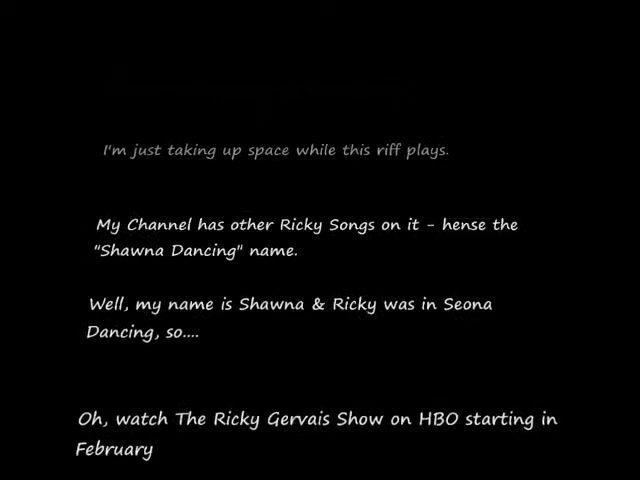 I'm just taking up space while this riff plays.
My Channel has other Ricky Songs on it - hense the
"Shawna Dancing" name.
Well, my name is Shawna & Ricky was in Seona
Dancing, so....
Oh, watch The Ricky Gervais Show on HBO starting in
February